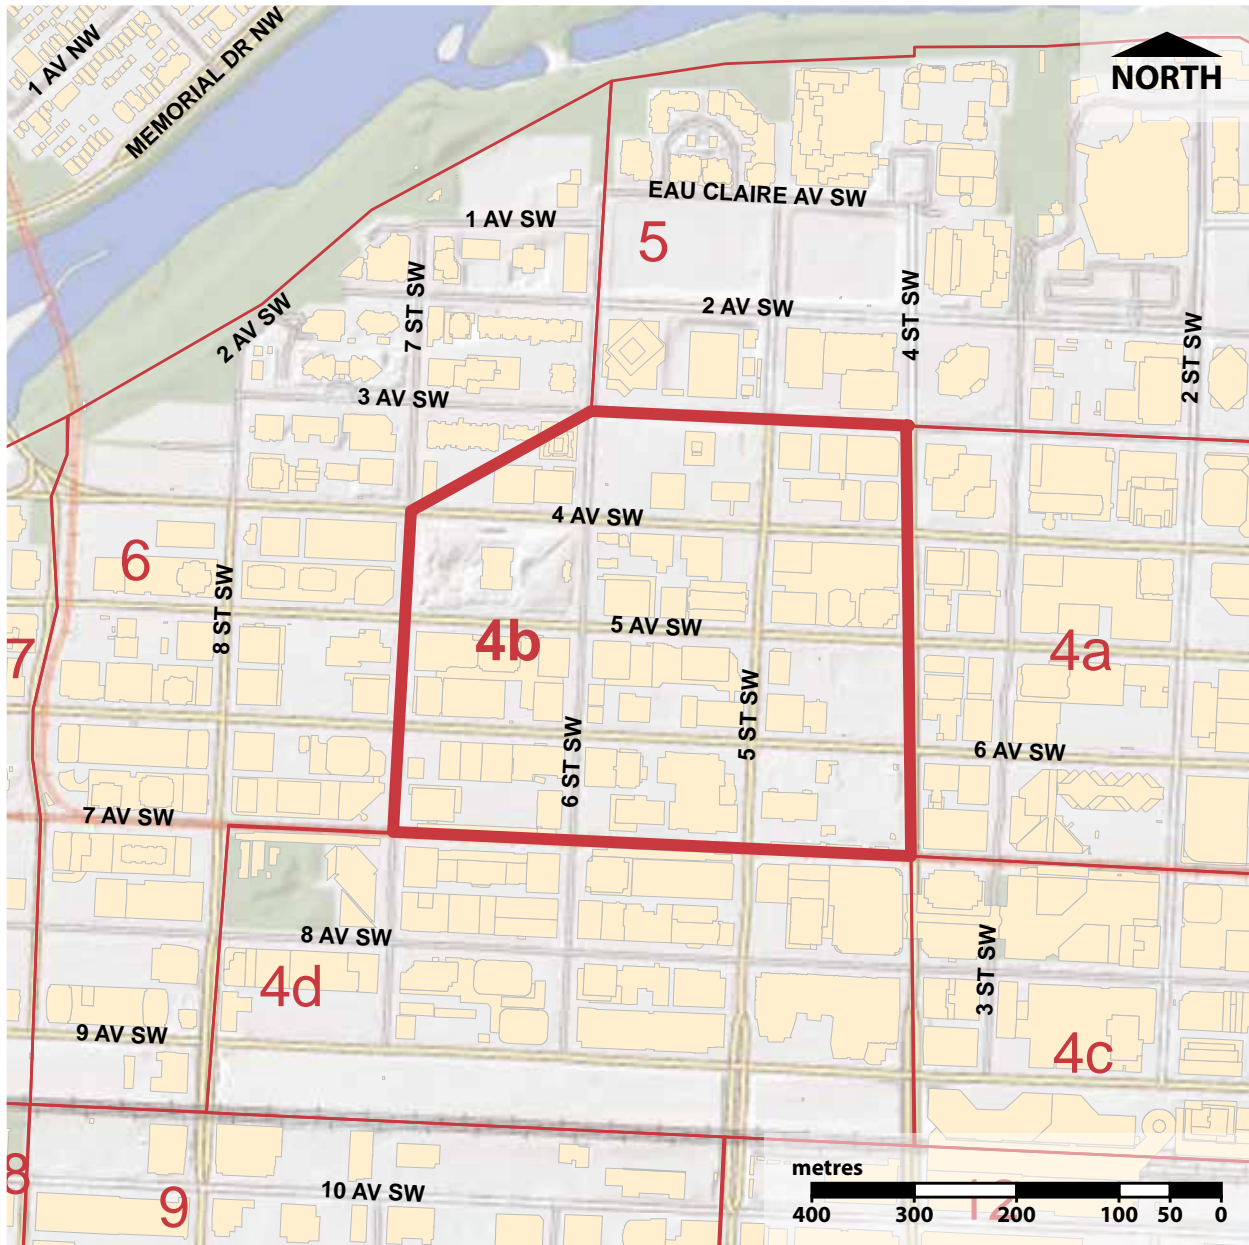 1 AV NW
MEMORIAL DR NW
NORTH
EAU CLAIRE AV SW
1 AV SW
5
7 ST SW
2 AV SW
4 ST SW
2 AV SW
2 ST SW
3 AV SW
4 AV SW
6
8 ST SW
5 AV SW
4b
4a
7
5 ST SW
6 ST SW
6 AV SW
7 AV SW
8 AV SW
3 ST SW
4d
9 AV SW
4c
8
10 AV SW
9
metres
12
400 300 200 100 50 0